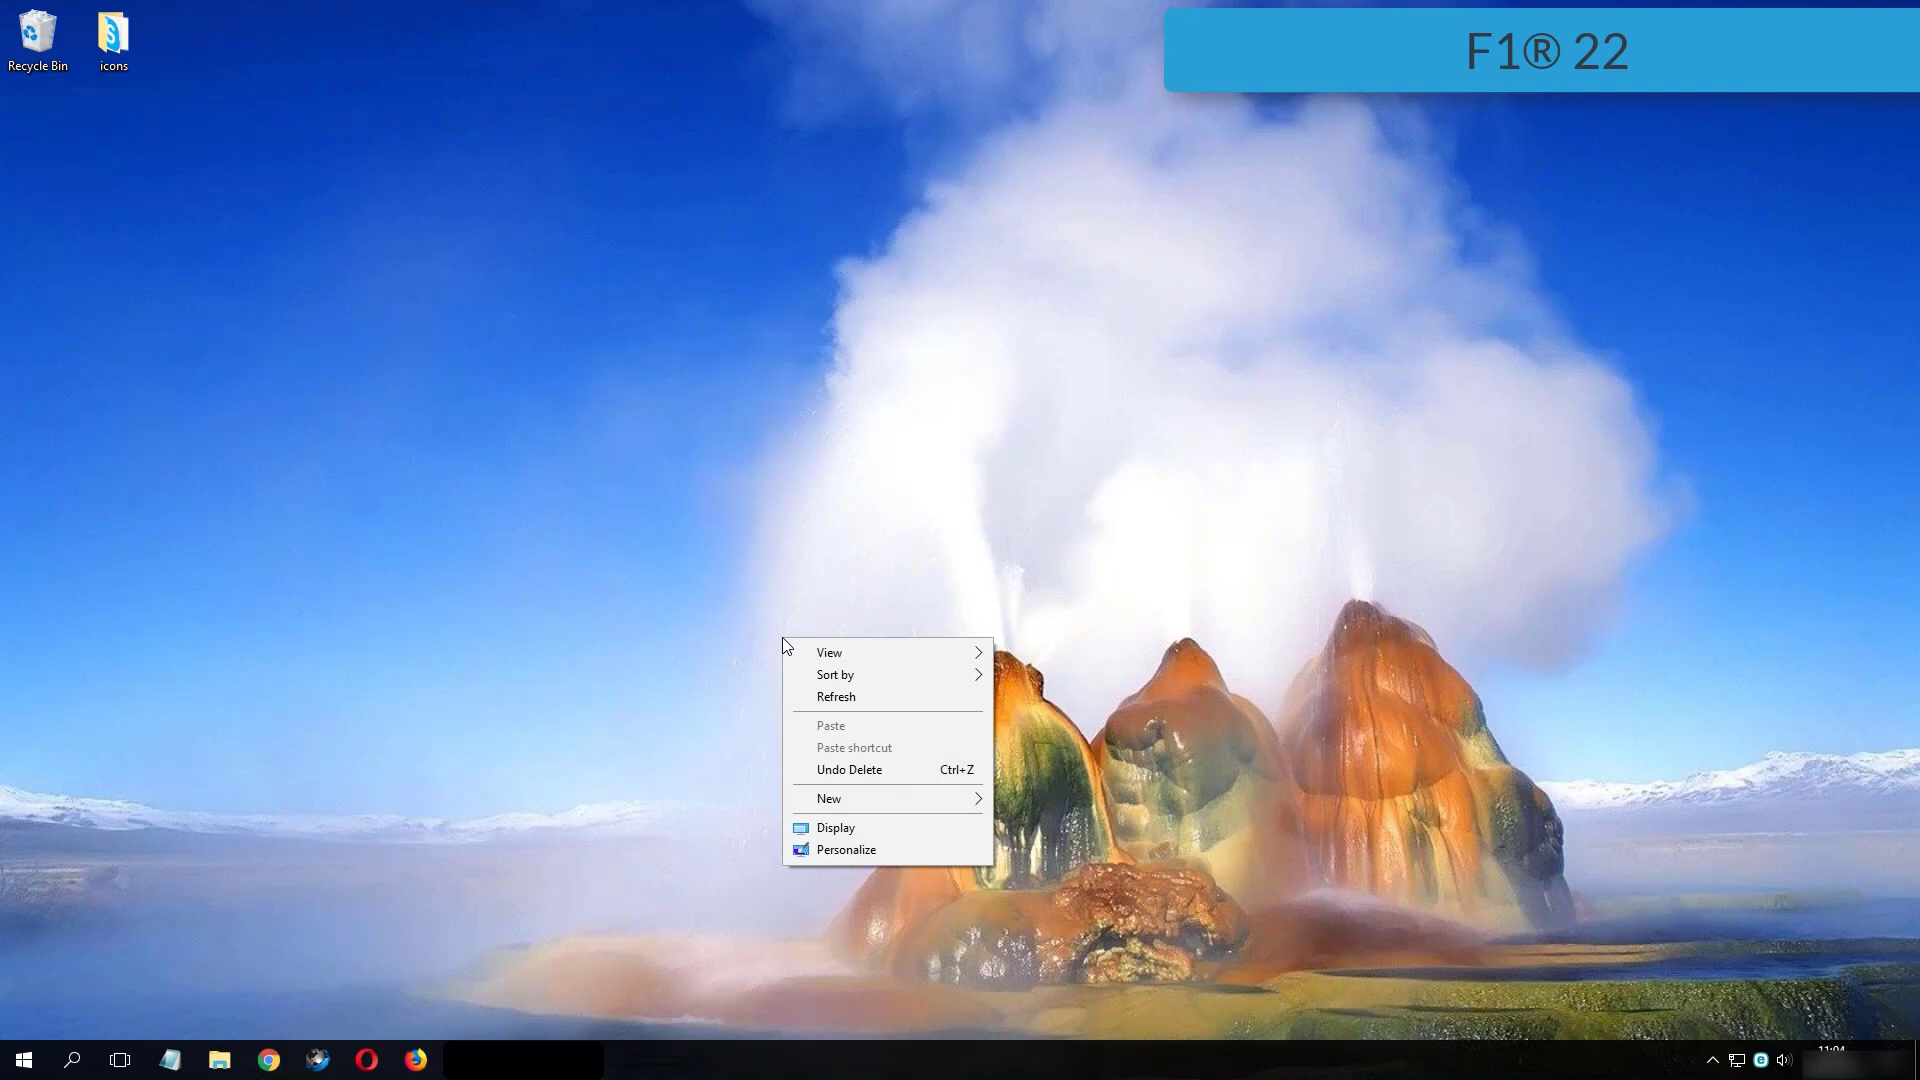 Recycle Bin
icons
F1® 22
View
Sort by
Refresh
Paste
Paste shortcut
Undo Delete Ctrl+Z
New
Display
Personalize